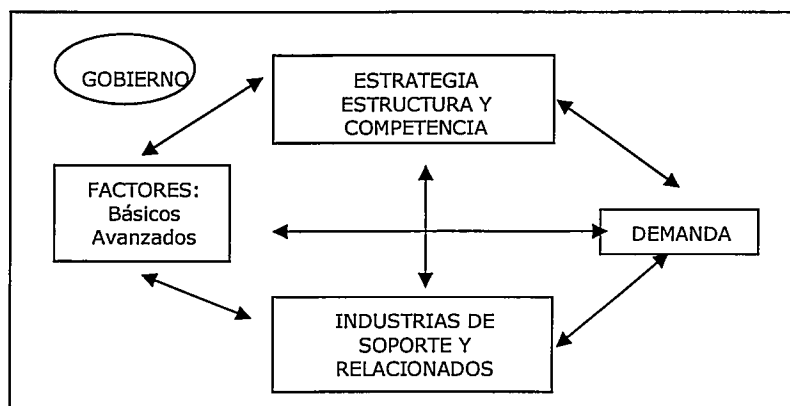 GOBIERNO
ESTRATEGIA
ESTRUCTURA Y
COMPETENCIA
FACTORES:
Básicos
Avanzados
DEMANDA
INDUSTRIAS DE
SOPORTE Y
RELACIONADOS